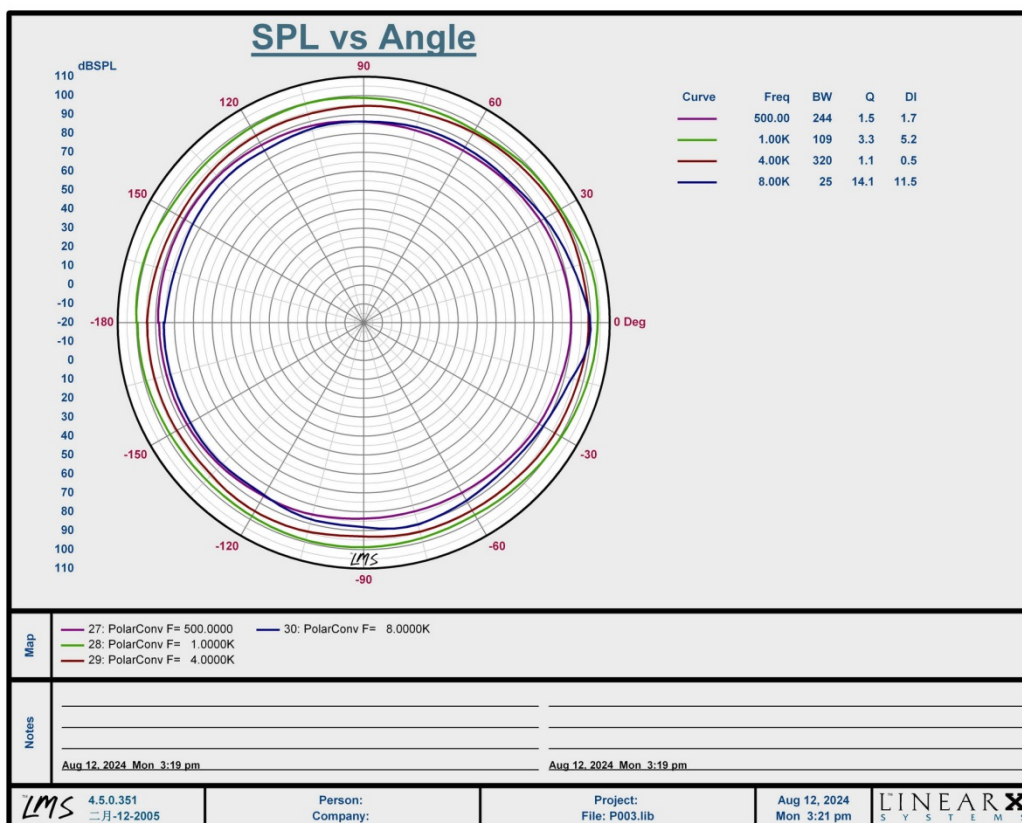 SPL vs Angle
dBSPL
110
100
90
80
70
60
50
40
30
20
10
0
-10
-20
-10
0
10
20
30
40
50
60
70
80
90
100
110
90
120
60
150
30
-180
0 Deg
-150
-30
-120
-60
-90
LMS
Curve Freq BW Q DI
500.00 244 1.5 1.7
1.00K 109 3.3 5.2
4.00K 320 1.1 0.5
8.00K 25 14.1 11.5
Map
27: PolarConv F= 500.0000
30: PolarConv F= 8.0000K
28: PolarConv F= 1.0000K
29: PolarConv F= 4.0000K
Notes
Aug 12, 2024 Mon 3:19 pm
Aug 12, 2024 Mon 3:19 pm
™LMS
4.5.0.351
二月-12-2005
Person:
Company:
Project:
File: P003.lib
Aug 12, 2024
Mon 3:21 pm
LINEARX
SYSTEMS